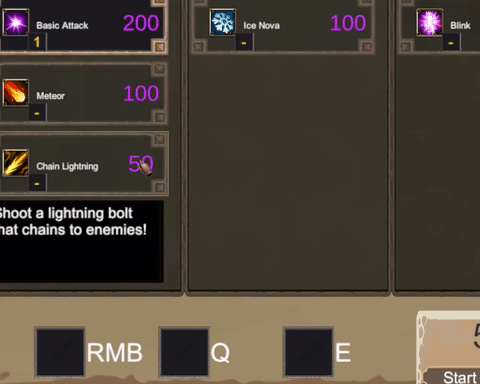 Basic Attack 200
1
Ice Nova 100
-
Blink
-
Meteor 100
-
Chain Lightning 50
-
Shoot a lightning bolt
hat chains to enemies!
RMB
Q
E
5
Start